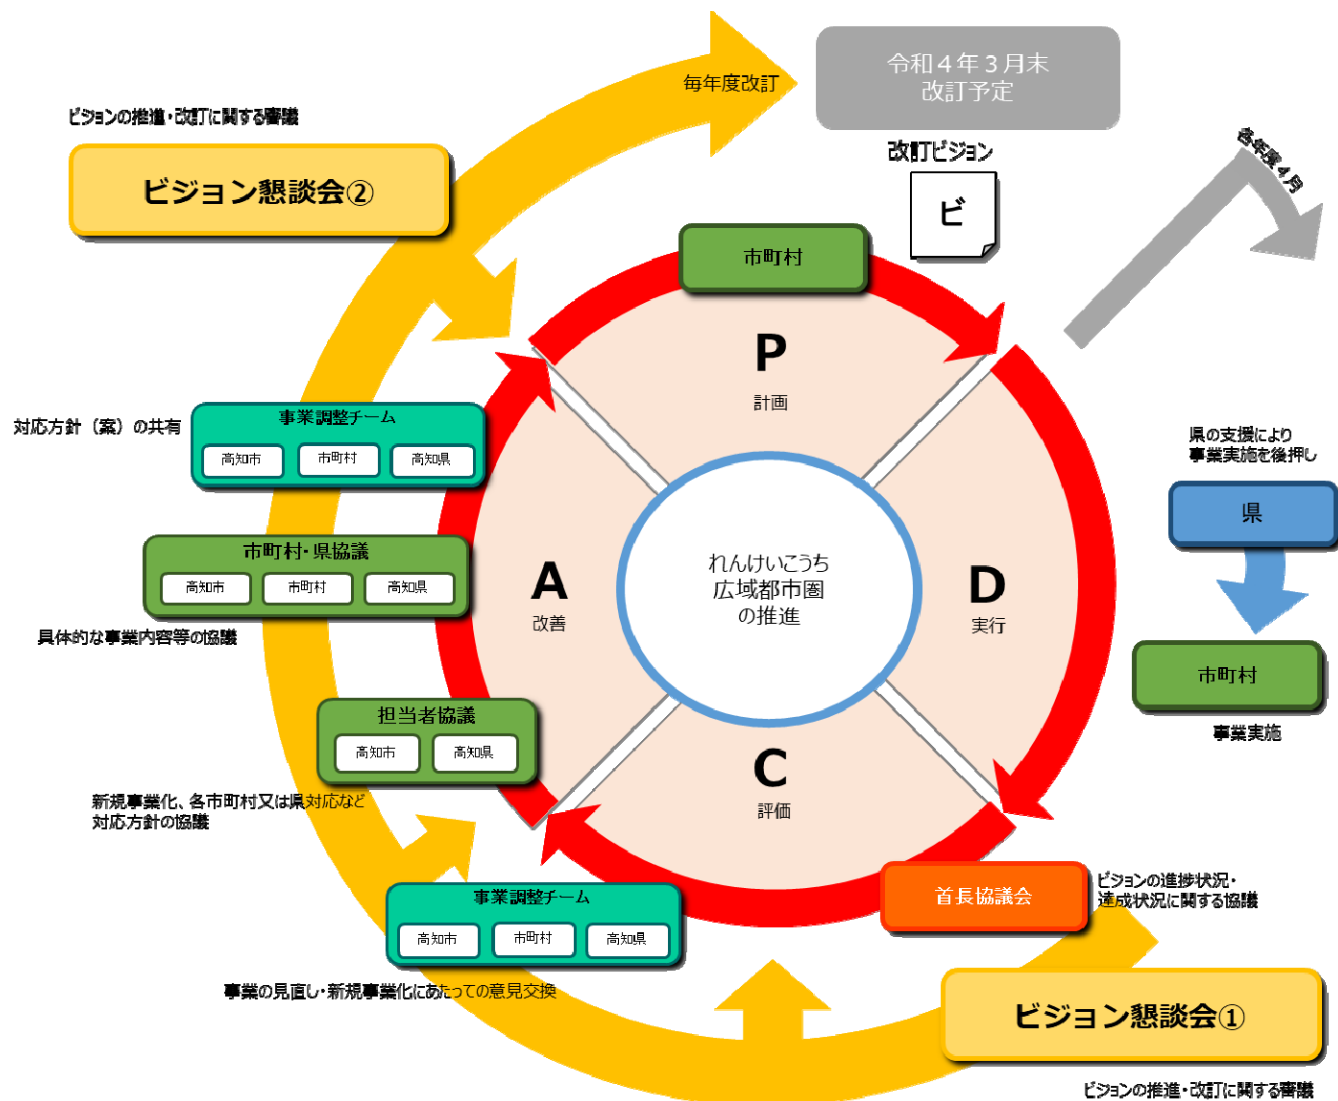 毎年度改訂
令和４年３月末
改訂予定
ビジョンの推進・改訂に関する審議
ビジョン懇談会②
改訂ビジョン
ビ
各年度４月
市町村
P
計画
対応方針（案）の共有
事業調整チーム
高知市 市町村 高知県
県の支援により
事業実施を後押し
県
市町村・県協議
高知市 市町村 高知県
具体的な事業内容等の協議
A
改善
れんけいこうち
広域都市圏
の推進
D
実行
市町村
事業実施
担当者協議
高知市 高知県
新規事業化、各市町村又は県対応など
対応方針の協議
C
評価
首長協議会
ビジョンの進捗状況・
達成状況に関する協議
事業調整チーム
高知市 市町村 高知県
事業の見直し・新規事業化にあたっての意見交換
ビジョン懇談会①
ビジョンの推進・改訂に関する審議